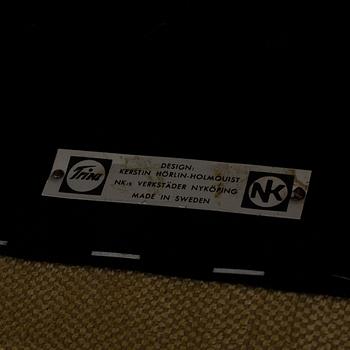 Triva
DESIGN:
KERSTIN HÖRLIN-HOLMQUIST
NK:s VERKSTÄDER NYKÖPING
MADE IN SWEDEN
NK